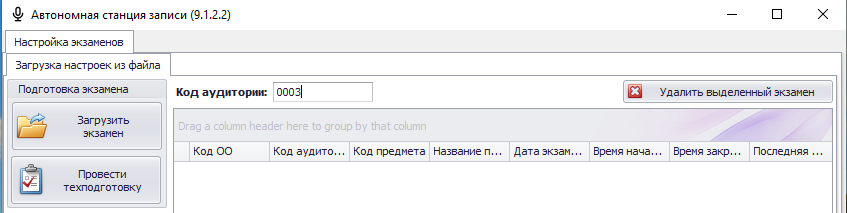 Автономная станция записи (9.1.2.2)
Настройка экзаменов
Загрузка настроек из файла
Подготовка экзамена
Загрузить
экзамен
Провести
техподготовку
Код аудитории: 0003
Удалить выделенный экзамен
Drag a column header here to group by that column
Код ОО Код аудито... Код предмета Название п... Дата экзам... Время нача... Время закр... Последняя ...